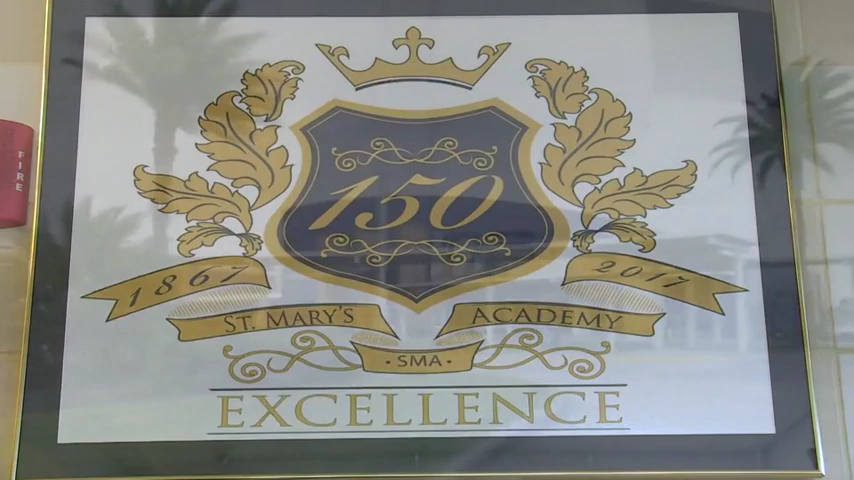 FIRE
150
1867
2017
ST. MARY'S ACADEMY
· SMA ·
EXCELLENCE